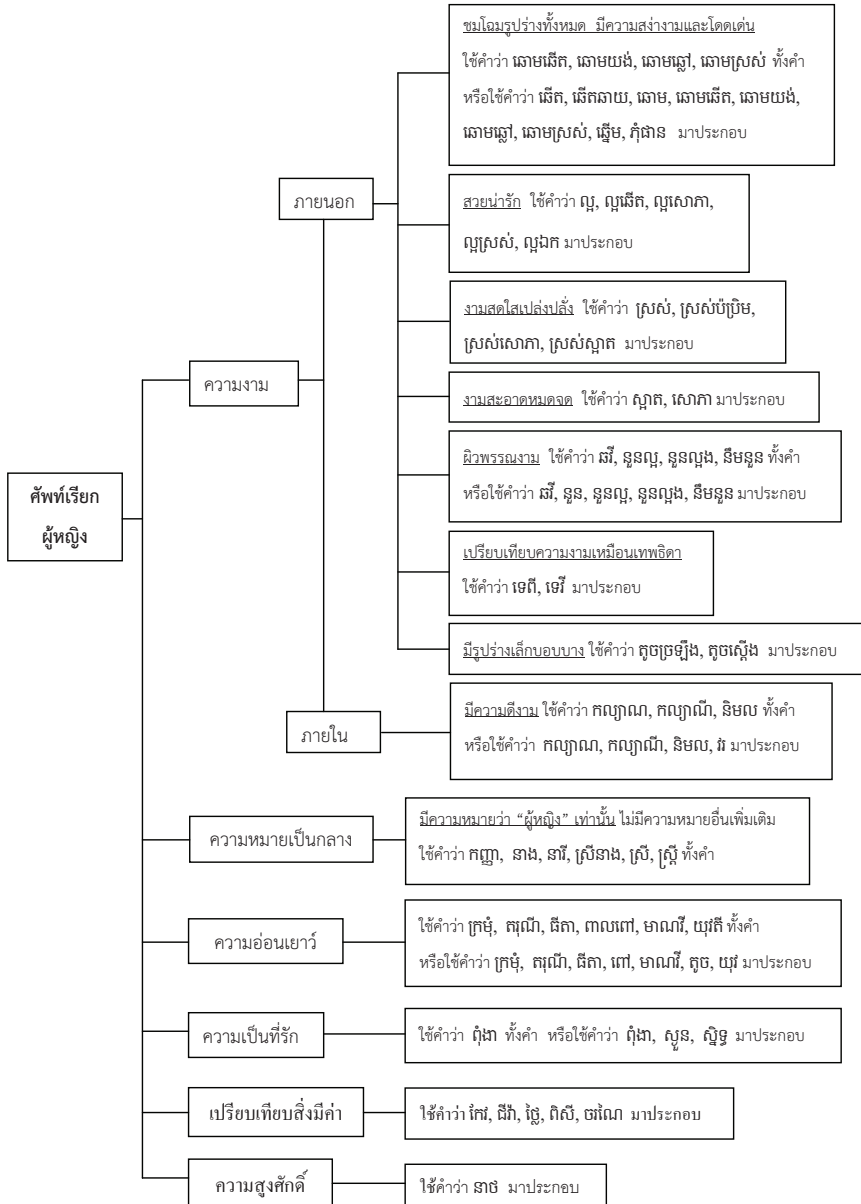 ศัพท์เรียก
ผู้หญิง
ความงาม
ภายนอก
ชมโฉมรูปร่างทั้งหมด มีความสง่างามและโดดเด่น
ใช้คำว่า ឆោមឆើត, ឆោមយង់, ឆោមឆ្លៅ, ឆោមស្រស់ ทั้งคำ
หรือใช้คำว่า ឆើត, ឆើតឆាយ, ឆោម, ឆោមឆើត, ឆោមយង់,
ឆោមឆ្លៅ, ឆោមស្រស់, ឆ្នើម, ភុំផាន មาประกอบ
สวยน่ารัก ใช้คำว่า ល្អ, ល្អឆើត, ល្អសោភា,
ល្អស្រស់, ល្អឯក มาประกอบ
งามสดใสเปล่งปลั่ง ใช้คำว่า ស្រស់, ស្រស់ប៉ប្រិម,
ស្រស់សោភា, ស្រស់ស្អាត มาประกอบ
งามสะอาดหมดจด ใช้คำว่า ស្អាត, សោភា มาประกอบ
ผิวพรรณงาม ใช้คำว่า ឆវី, នួនល្អ, នួនល្អង, នឹមនួន ทั้งคำ
หรือใช้คำว่า ឆវី, នួន, នួនល្អ, នួនល្អង, នឹមនួន มาประกอบ
เปรียบเทียบความงามเหมือนเทพธิดา
ใช้คำว่า ទេពី, ទេវី มาประกอบ
มีรูปร่างเล็กบอบบาง ใช้คำว่า តូចច្រឡឹង, តូចស្តើង มาประกอบ
ภายใน
มีความดีงาม ใช้คำว่า កល្យាណ, កល្យាណី, និមល ทั้งคำ
หรือใช้คำว่า កល្យាណ, កល្យាណី, និមល, វរ มาประกอบ
ความหมายเป็นกลาง
มีความหมายว่า “ผู้หญิง” เท่านั้น ไม่มีความหมายอื่นเพิ่มเติม
ใช้คำว่า កញ្ញា, នាង, នារី, ស្រីនាង, ស្រី, ស្ត្រី ทั้งคำ
ความอ่อนเยาว์
ใช้คำว่า ក្រមុំ, តរុណី, ធីតា, ពាលពៅ, មាណវី, យុវតី ทั้งคำ
หรือใช้คำว่า ក្រមុំ, តរុណី, ធីតា, ពៅ, មាណវី, តូច, យុវ มาประกอบ
ความเป็นที่รัก
ใช้คำว่า ពុំងា ทั้งคำ หรือใช้คำว่า ពុំងា, ស្ងួន, ស្និទ្ធ มาประกอบ
เปรียบเทียบสิ่งมีค่า
ใช้คำว่า កែវ, ជីវ៉ា, ថ្លៃ, ពិសី, ចរណៃ มาประกอบ
ความสูงศักดิ์
ใช้คำว่า នាថ มาประกอบ